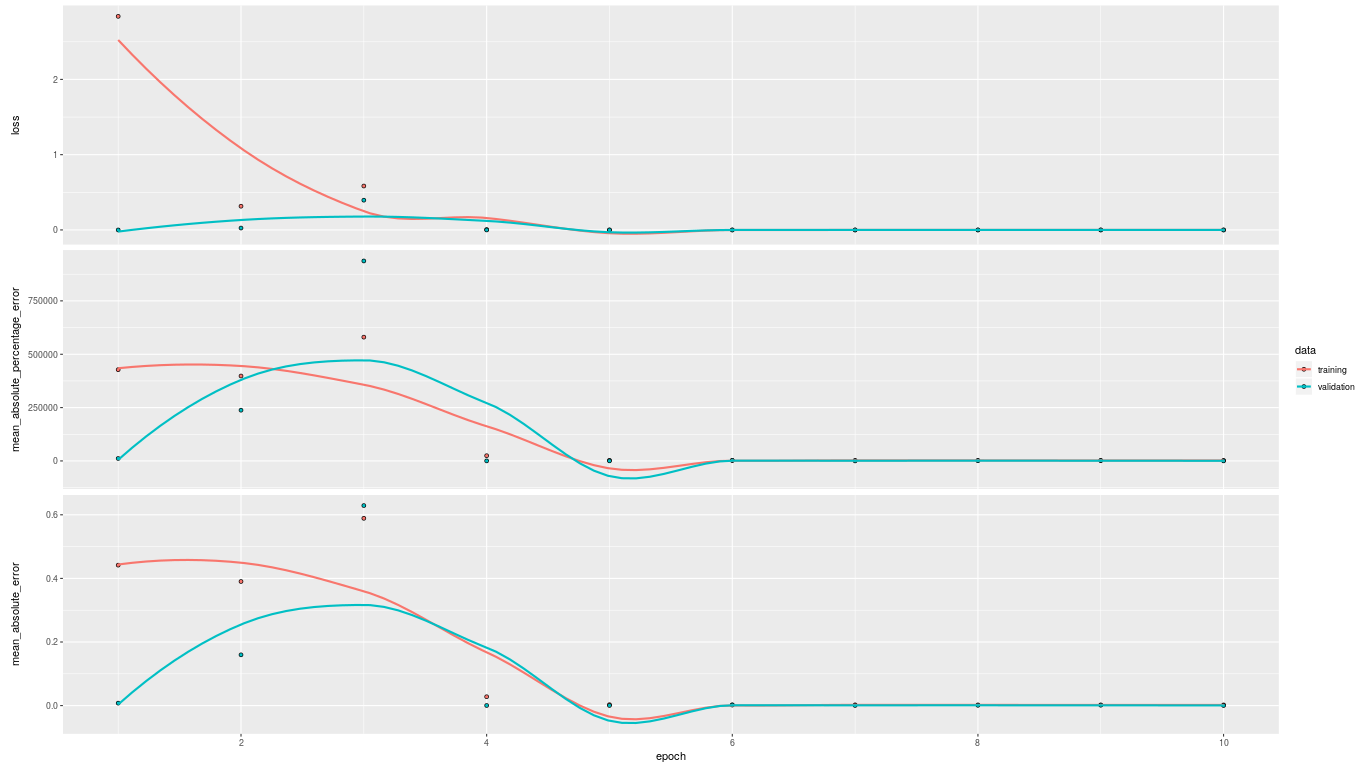 loss
2
1
0
mean_absolute_percentage_error
750000
500000
250000
0
mean_absolute_error
0.6
0.4
0.2
0.0
2
4
6
8
10
epoch
data
training
validation